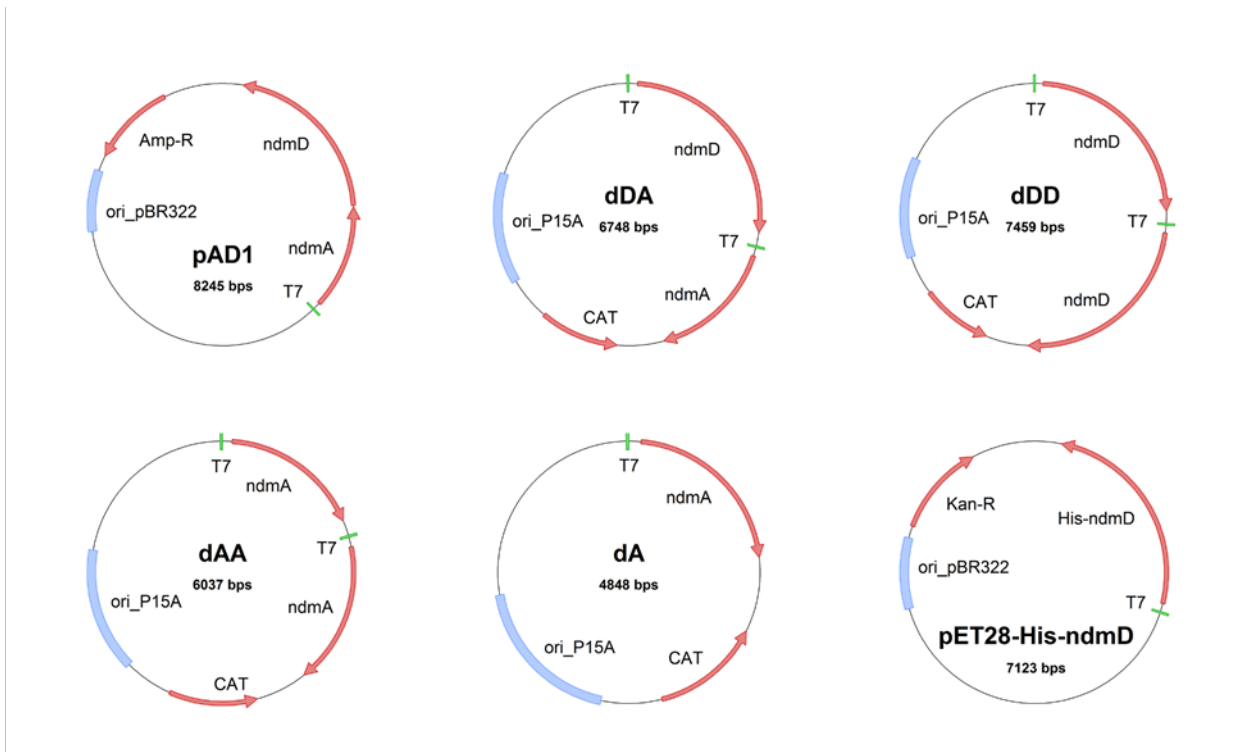 Amp-R
ndmD
ori_pBR322
pAD1
8245 bps
ndmA
T7
T7
ndmD
dDA
6748 bps
ori_P15A
T7
ndmA
CAT
T7
ndmD
dDD
7459 bps
ori_P15A
T7
CAT
ndmD
T7
ndmA
T7
dAA
6037 bps
ori_P15A
ndmA
CAT
T7
ndmA
dA
4848 bps
ori_P15A
CAT
Kan-R
His-ndmD
ori_pBR322
T7
pET28-His-ndmD
7123 bps